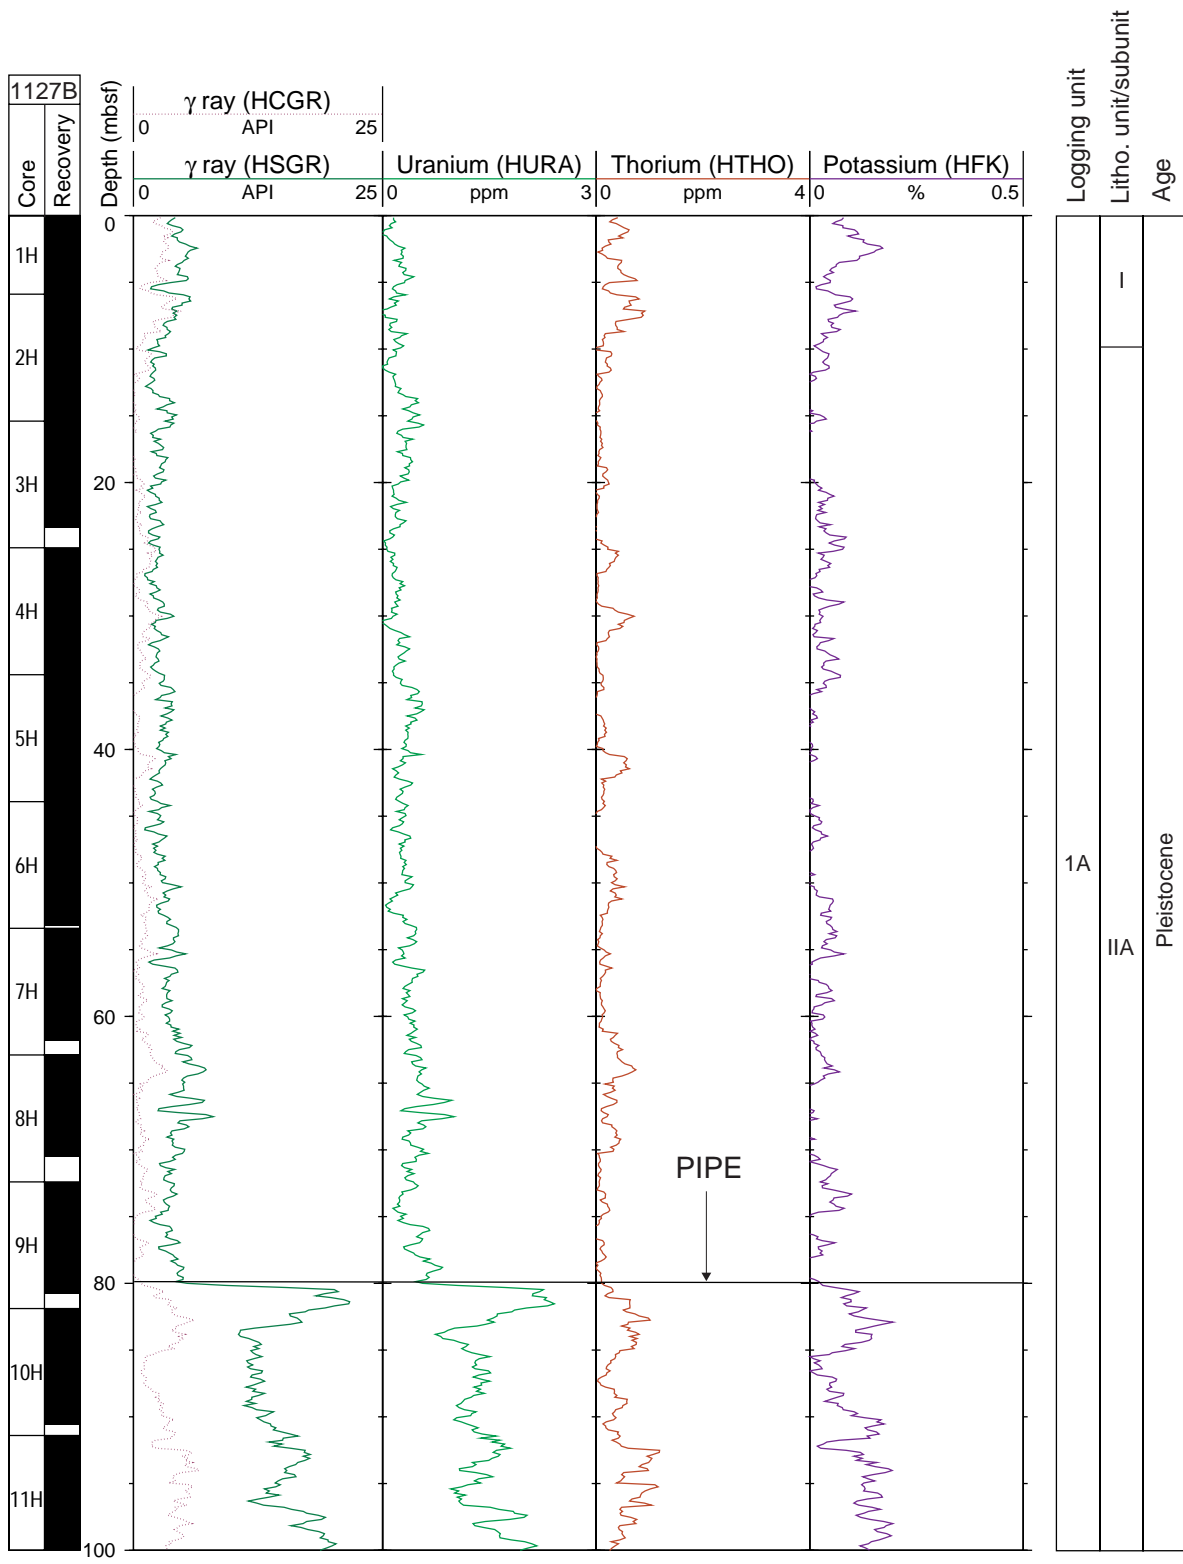 1127B
Core
Recovery
Depth (mbsf)
γ ray (HCGR)
0 API 25
γ ray (HSGR)
0 API 25
Uranium (HURA)
0 ppm 3
Thorium (HTHO)
0 ppm 4
Potassium (HFK)
0 % 0.5
Logging unit
Litho. unit/subunit
Age
0
1H
I
2H
3H
20
4H
5H
40
6H
1A
Pleistocene
IIA
7H
60
8H
PIPE
9H
80
10H
11H
100